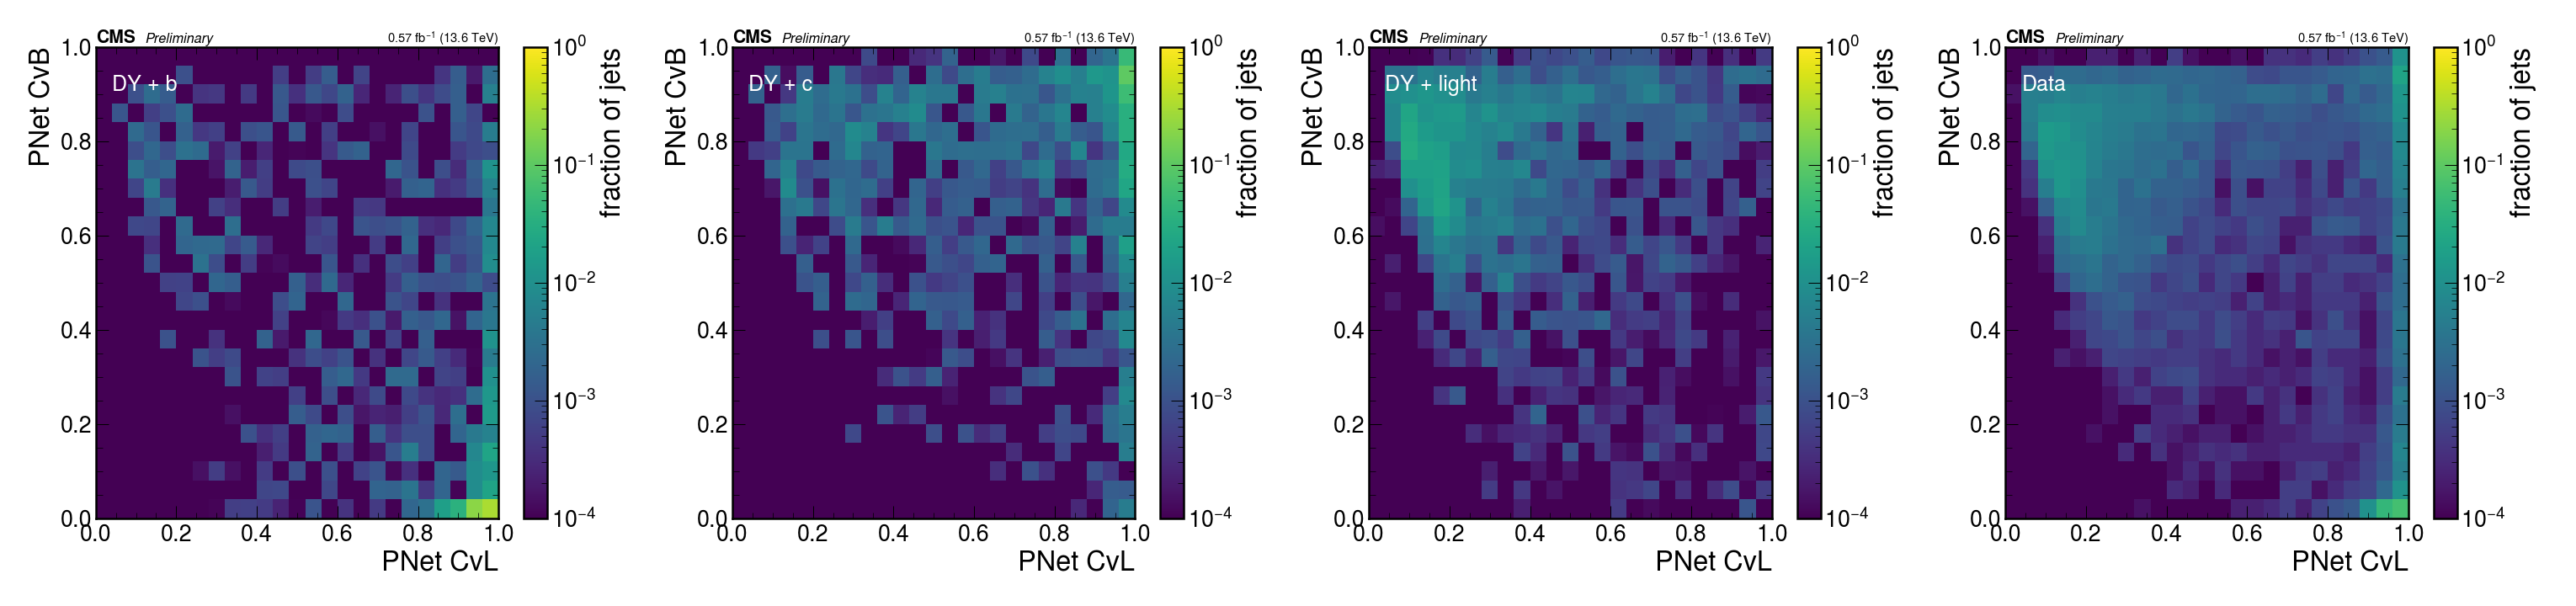 CMS Preliminary 0.57 fb⁻¹ (13.6 TeV)
DY + b
PNet CvB
1.0
0.8
0.6
0.4
0.2
0.0
0.0 0.2 0.4 0.6 0.8 1.0
PNet CvL
10⁰
10⁻¹
10⁻²
10⁻³
10⁻⁴
fraction of jets
CMS Preliminary 0.57 fb⁻¹ (13.6 TeV)
DY + c
PNet CvB
1.0
0.8
0.6
0.4
0.2
0.0
0.0 0.2 0.4 0.6 0.8 1.0
PNet CvL
10⁰
10⁻¹
10⁻²
10⁻³
10⁻⁴
fraction of jets
CMS Preliminary 0.57 fb⁻¹ (13.6 TeV)
DY + light
PNet CvB
1.0
0.8
0.6
0.4
0.2
0.0
0.0 0.2 0.4 0.6 0.8 1.0
PNet CvL
10⁰
10⁻¹
10⁻²
10⁻³
10⁻⁴
fraction of jets
CMS Preliminary 0.57 fb⁻¹ (13.6 TeV)
Data
PNet CvB
1.0
0.8
0.6
0.4
0.2
0.0
0.0 0.2 0.4 0.6 0.8 1.0
PNet CvL
10⁰
10⁻¹
10⁻²
10⁻³
10⁻⁴
fraction of jets